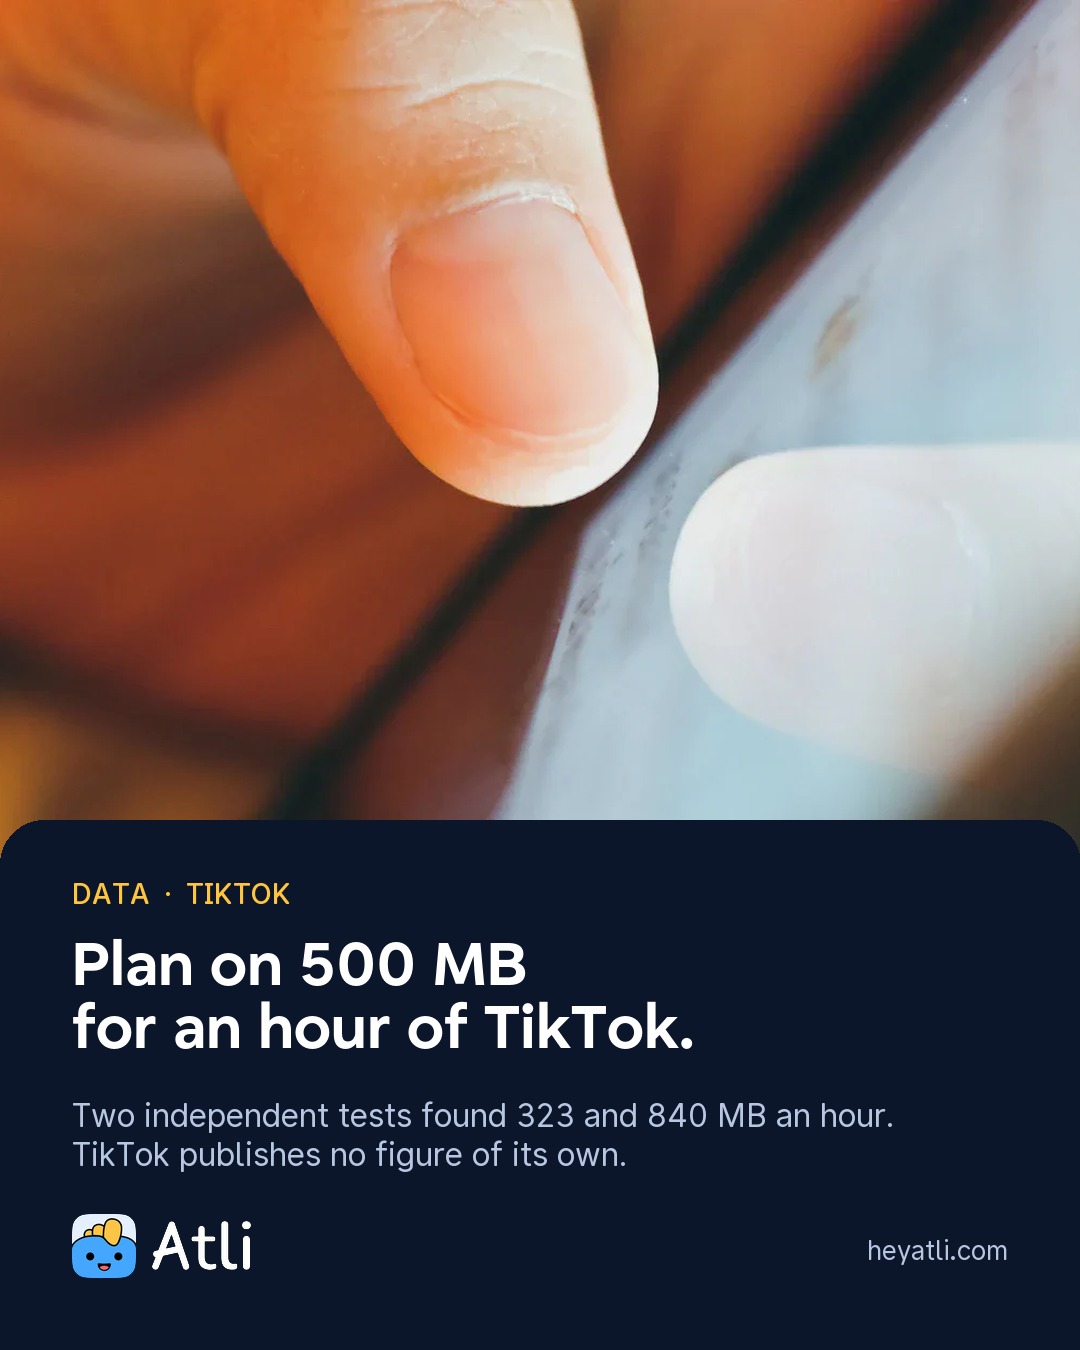 DATA · TIKTOK
Plan on 500 MB
for an hour of TikTok.
Two independent tests found 323 and 840 MB an hour.
TikTok publishes no figure of its own.
Atli
heyatli.com